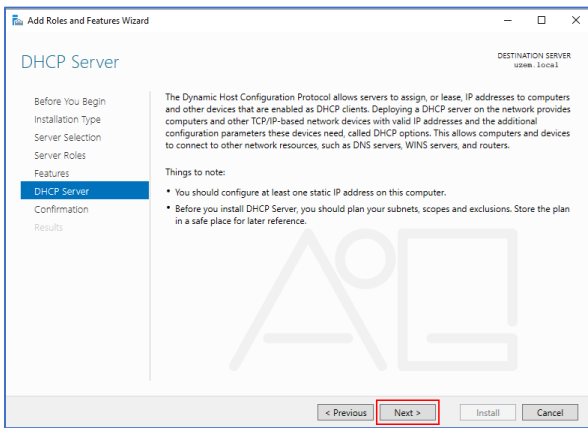 Add Roles and Features Wizard
DHCP Server
DESTINATION SERVER
uzem.local
Before You Begin
Installation Type
Server Selection
Server Roles
Features
DHCP Server
Confirmation
Results
The Dynamic Host Configuration Protocol allows servers to assign, or lease, IP addresses to computers
and other devices that are enabled as DHCP clients. Deploying a DHCP server on the network provides
computers and other TCP/IP-based network devices with valid IP addresses and the additional
configuration parameters these devices need, called DHCP options. This allows computers and devices
to connect to other network resources, such as DNS servers, WINS servers, and routers.
Things to note:
• You should configure at least one static IP address on this computer.
• Before you install DHCP Server, you should plan your subnets, scopes and exclusions. Store the plan
in a safe place for later reference.
< Previous Next > Install Cancel